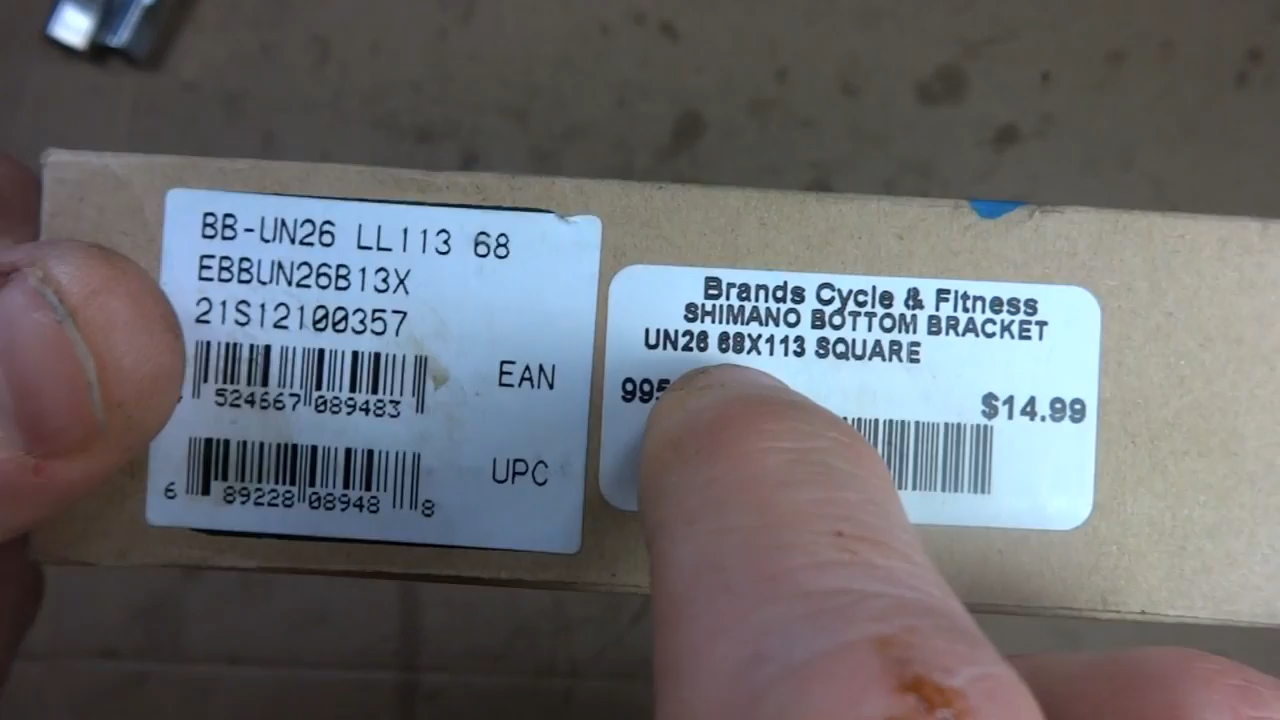 BB-UN26 LL113 68
EBBUN26B13X
21S12100357
524667 089483
EAN
6 89228 08948 8
UPC
Brands Cycle & Fitness
SHIMANO BOTTOM BRACKET
UN26 68X113 SQUARE
$14.99